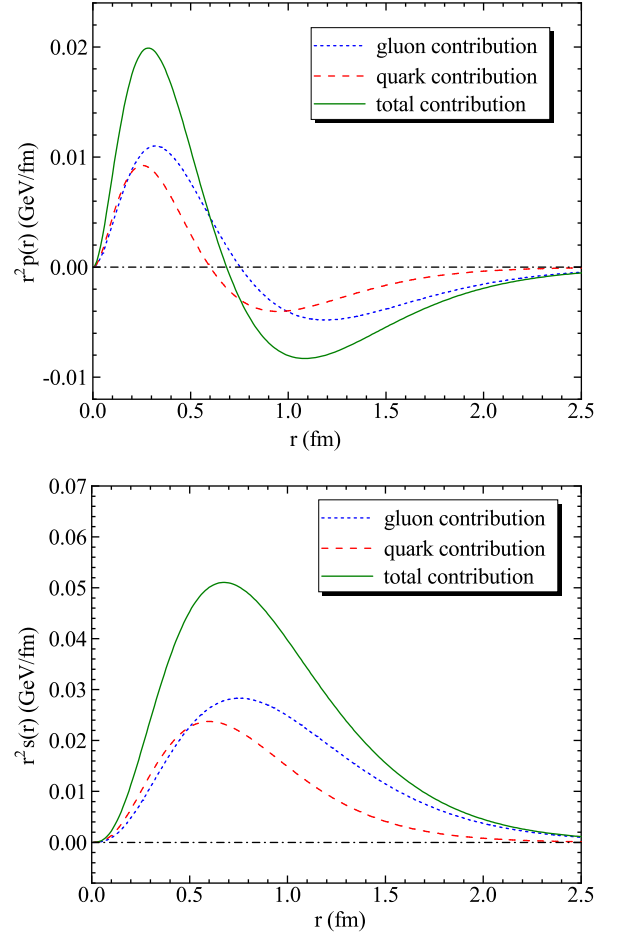 0.02
0.01
0.00
-0.01
r² p(r) (GeV/fm)
gluon contribution
quark contribution
total contribution
0.0 0.5 1.0 1.5 2.0 2.5
r (fm)
0.07
0.06
0.05
0.04
0.03
0.02
0.01
0.00
r² s(r) (GeV/fm)
gluon contribution
quark contribution
total contribution
0.0 0.5 1.0 1.5 2.0 2.5
r (fm)